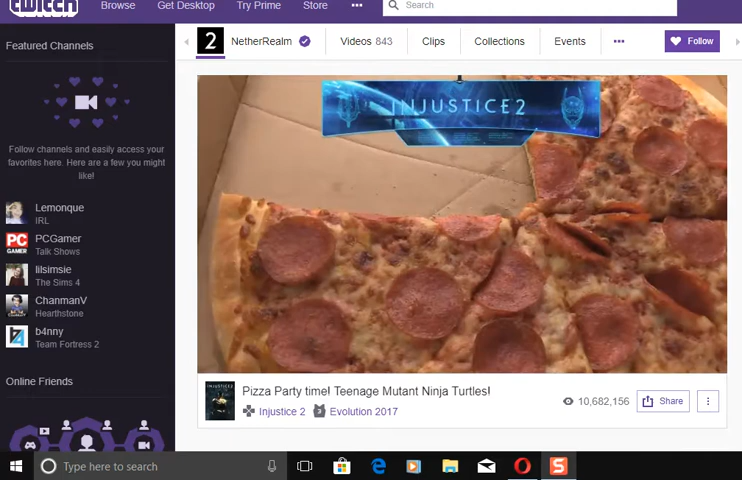 twitch
Browse
Get Desktop
Try Prime
Store
Search
Featured Channels
2
NetherRealm
Videos 843
Clips
Collections
Events
Follow
INJUSTICE 2
Follow channels and easily access your
favorites here. Here are a few you might
like!
Lemonque
IRL
PC
GAMER
PCGamer
Talk Shows
lilsimsie
The Sims 4
ChanmanV
Hearthstone
b4nny
Team Fortress 2
Online Friends
Pizza Party time! Teenage Mutant Ninja Turtles!
Injustice 2
Evolution 2017
10,682,156
Share
Type here to search